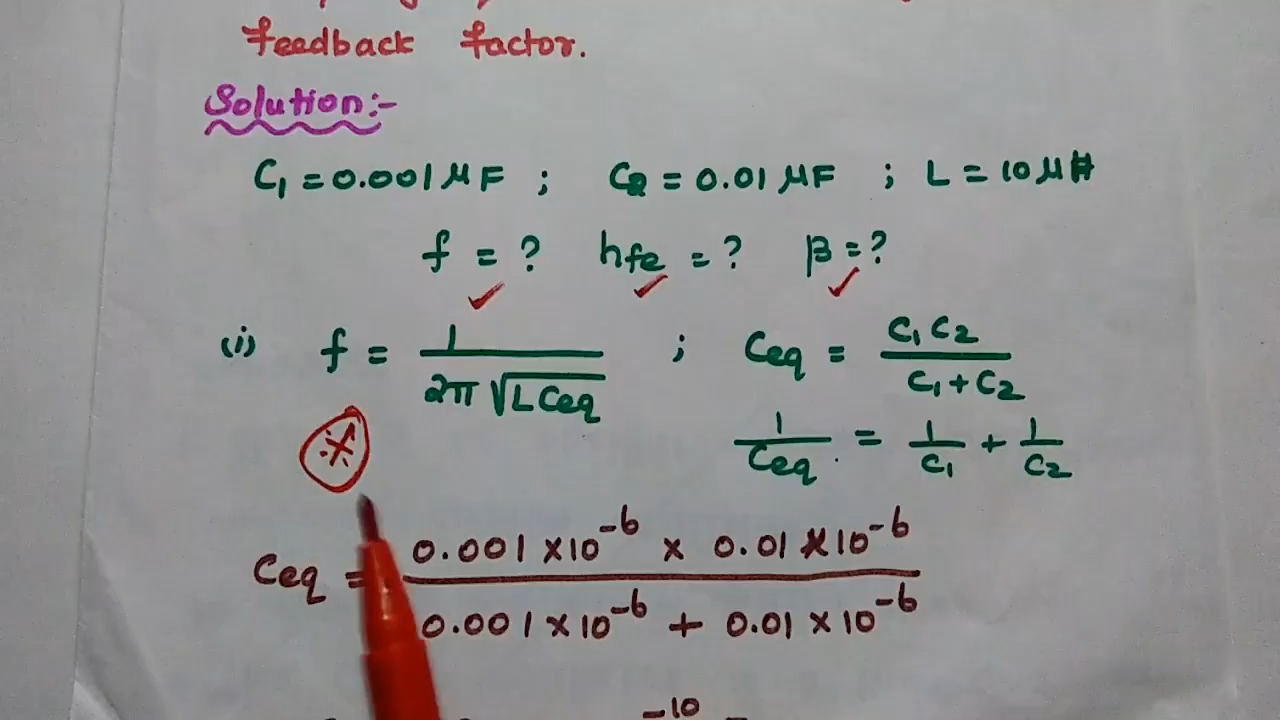 feedback factor.
Solution:-
C₁ = 0.001 μF ; C₂ = 0.01 μF ; L = 10 μH
f = ? hfe = ? β = ?
(i) f = 1 / 2π √LCeq ; Ceq = C₁C₂ / C₁ + C₂
1 / Ceq = 1 / C₁ + 1 / C₂
Ceq = 0.001 × 10⁻⁶ × 0.01 × 10⁻⁶ / 0.001 × 10⁻⁶ + 0.01 × 10⁻⁶
-10